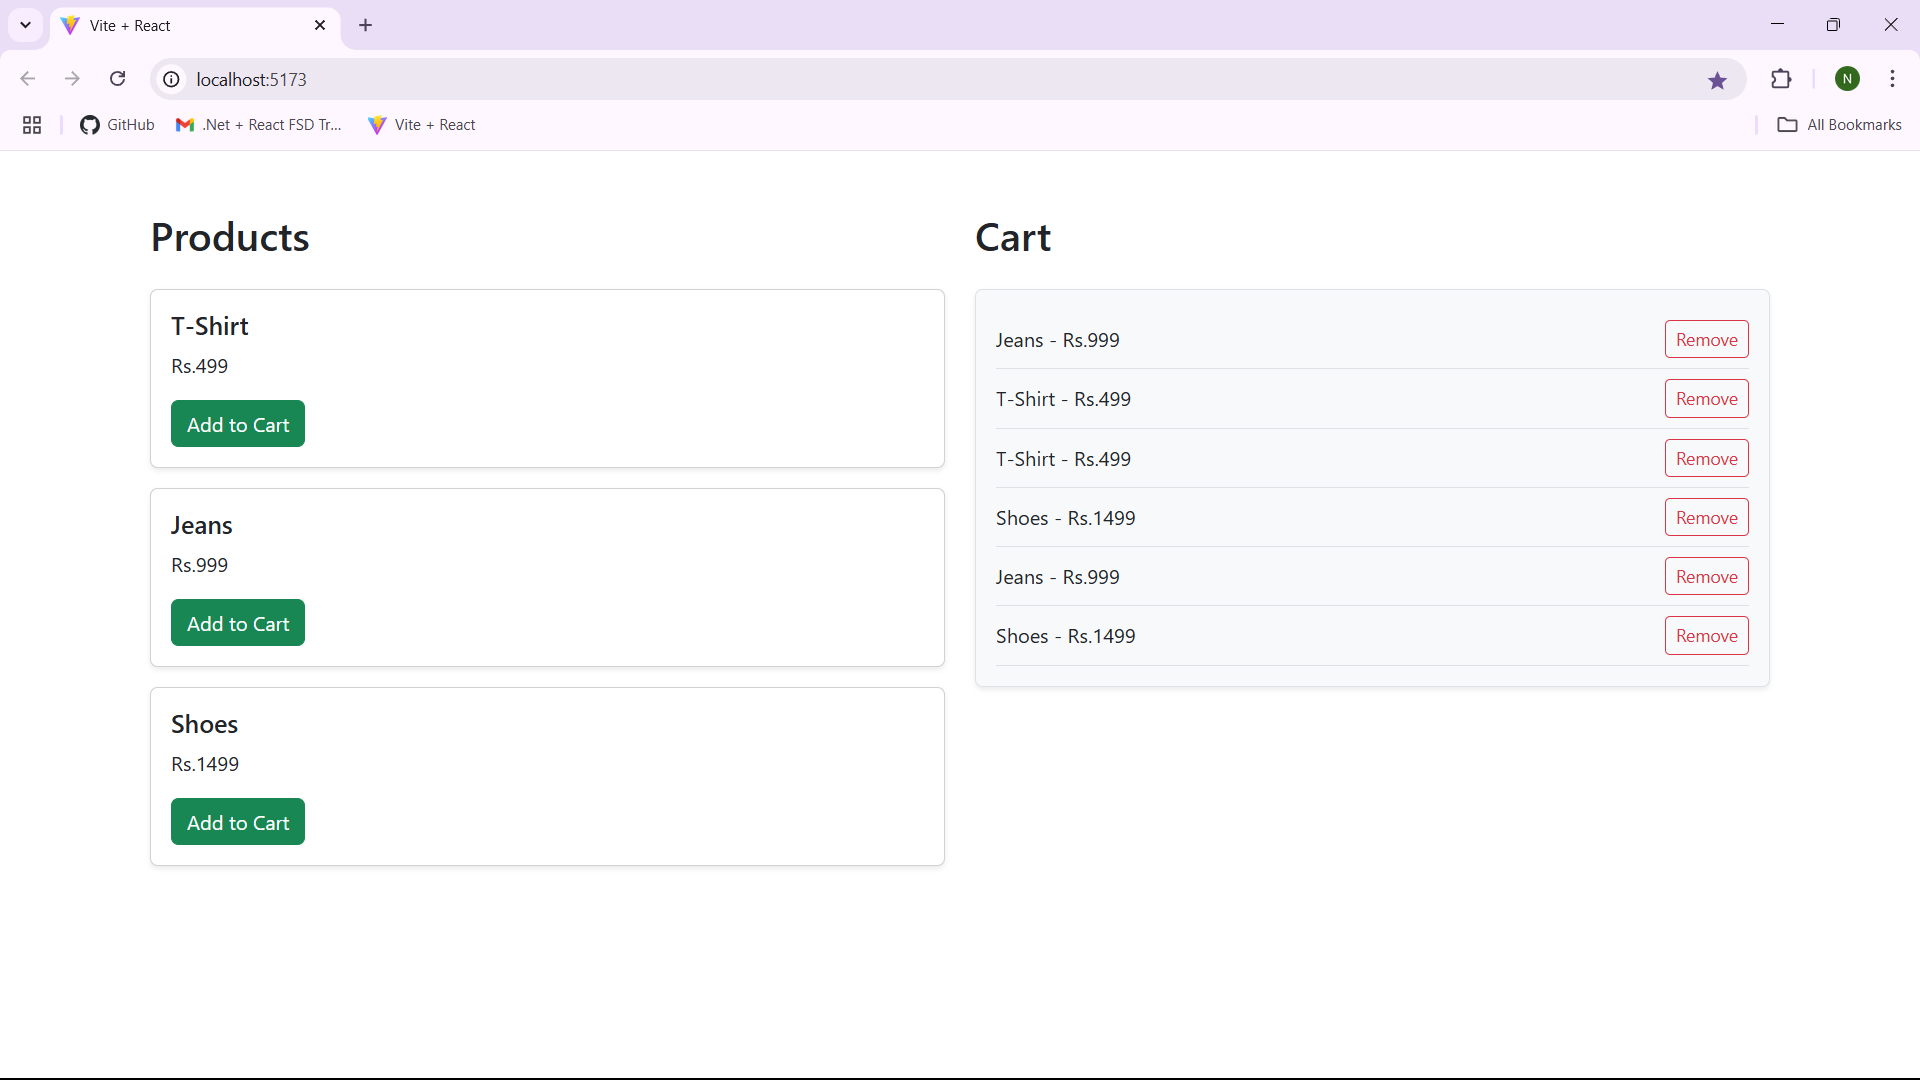 Vite + React
localhost:5173
N
GitHub
.Net + React FSD Tr...
Vite + React
All Bookmarks
Products
T-Shirt
Rs.499
Add to Cart
Jeans
Rs.999
Add to Cart
Shoes
Rs.1499
Add to Cart
Cart
Jeans - Rs.999 Remove
T-Shirt - Rs.499 Remove
T-Shirt - Rs.499 Remove
Shoes - Rs.1499 Remove
Jeans - Rs.999 Remove
Shoes - Rs.1499 Remove